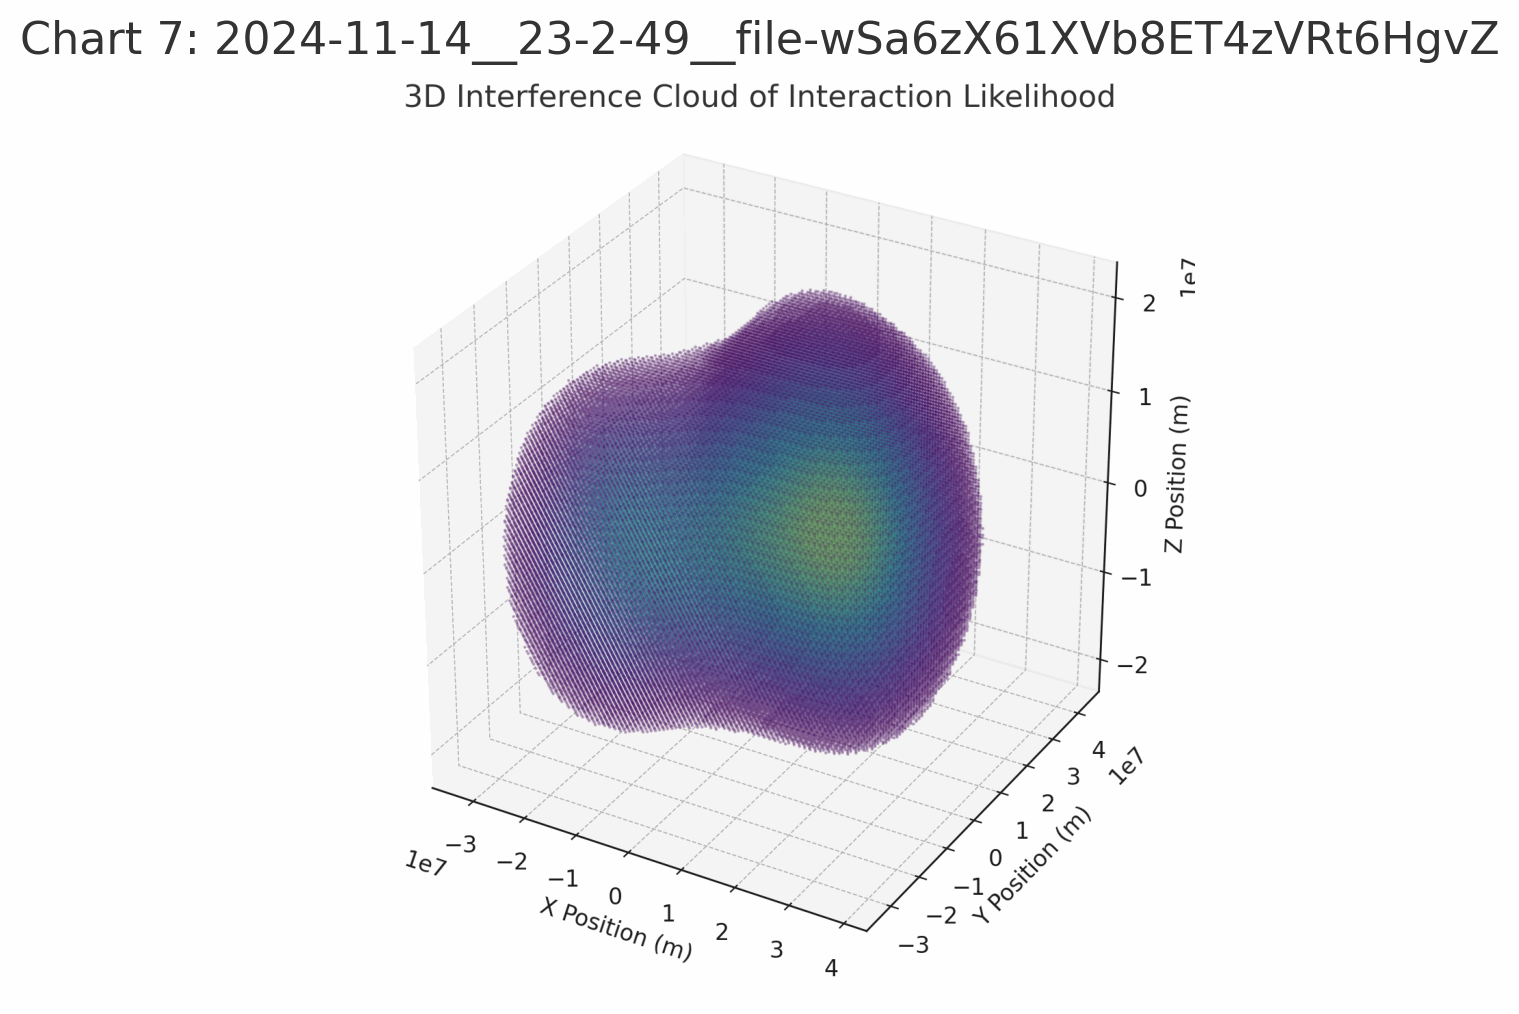 Chart 7: 2024-11-14__23-2-49__file-wSa6zX61XVb8ET4zVRt6HgvZ
3D Interference Cloud of Interaction Likelihood
1e7
2
1
0
−1
−2
Z Position (m)
1e7
−3
−2
−1
0
1
2
3
4
X Position (m)
1e7
4
3
2
1
0
−1
−2
−3
Y Position (m)